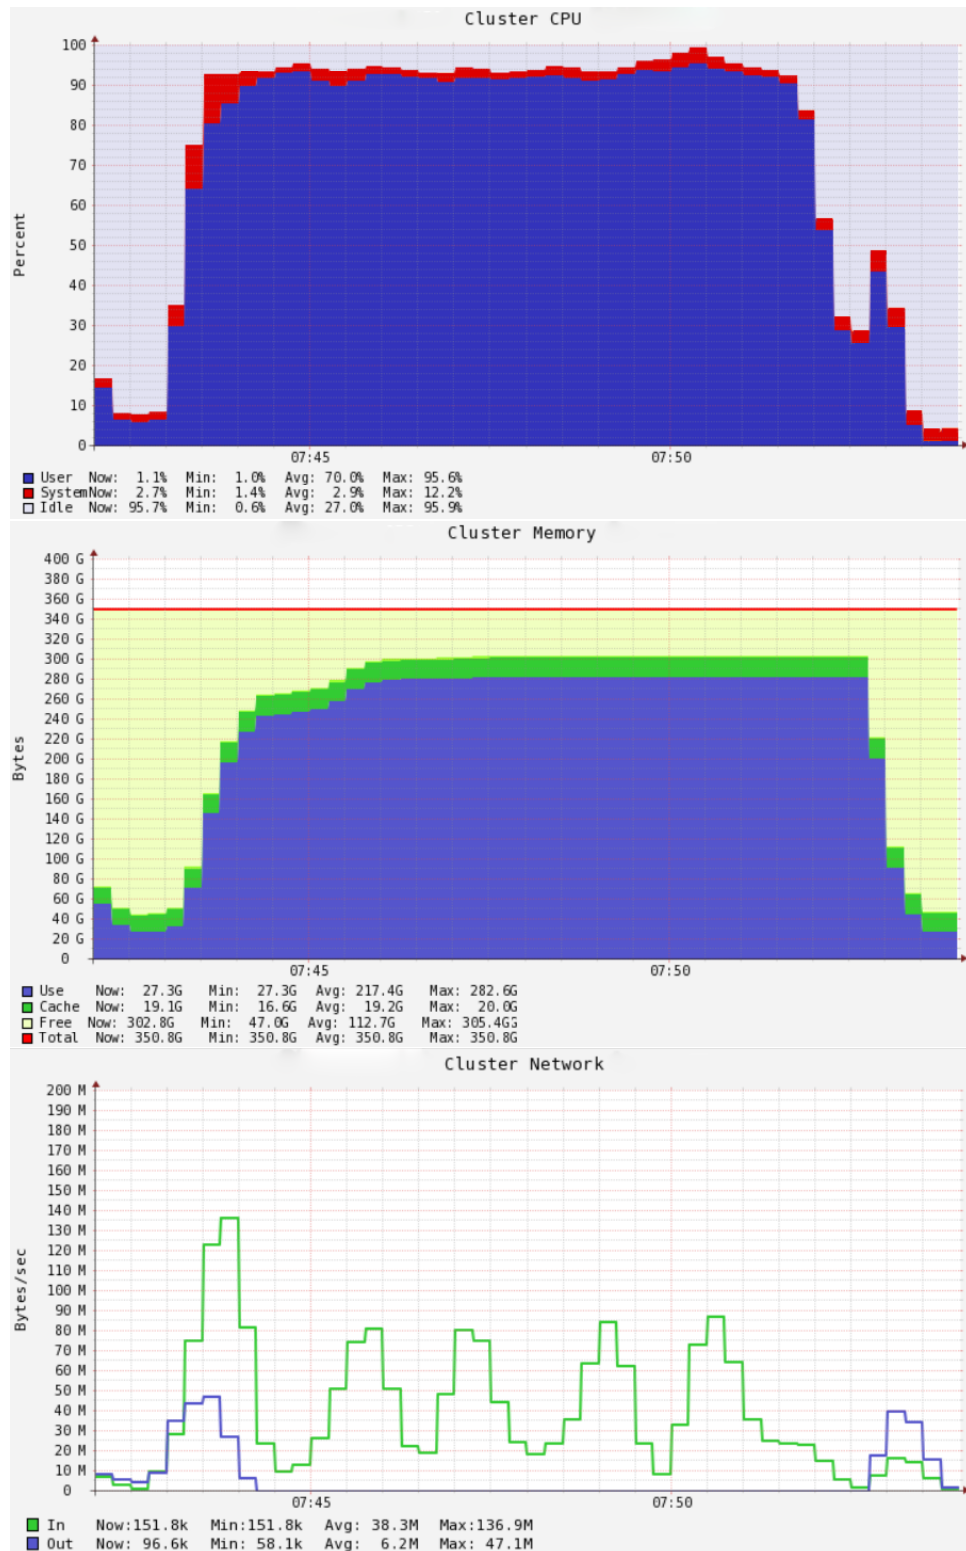 Cluster CPU
100
90
80
70
60
50
40
30
20
10
0
Percent
07:45 07:50
User Now: 1.1% Min: 1.0% Avg: 70.0% Max: 95.6%
System Now: 2.7% Min: 1.4% Avg: 2.9% Max: 12.2%
Idle Now: 95.7% Min: 0.6% Avg: 27.0% Max: 95.9%
Cluster Memory
400 G
380 G
360 G
340 G
320 G
300 G
280 G
260 G
240 G
220 G
200 G
180 G
160 G
140 G
120 G
100 G
80 G
60 G
40 G
20 G
0
Bytes
07:45 07:50
Use Now: 27.3G Min: 27.3G Avg: 217.4G Max: 282.6G
Cache Now: 19.1G Min: 16.6G Avg: 19.2G Max: 20.0G
Free Now: 302.8G Min: 47.0G Avg: 112.7G Max: 305.4G
Total Now: 350.8G Min: 350.8G Avg: 350.8G Max: 350.8G
Cluster Network
200 M
190 M
180 M
170 M
160 M
150 M
140 M
130 M
120 M
110 M
100 M
90 M
80 M
70 M
60 M
50 M
40 M
30 M
20 M
10 M
0
Bytes/sec
07:45 07:50
In Now:151.8k Min:151.8k Avg: 38.3M Max:136.9M
Out Now: 96.6k Min: 58.1k Avg: 6.2M Max: 47.1M